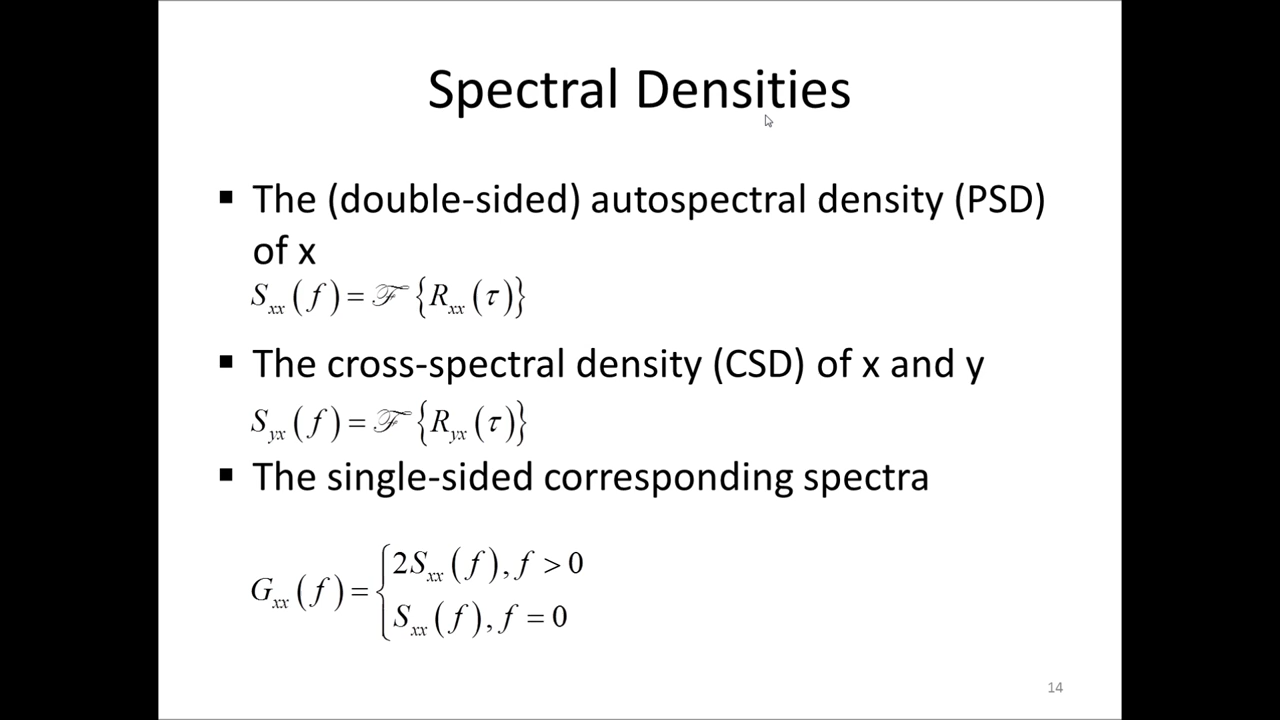 Spectral Densities
▪ The (double-sided) autospectral density (PSD)
of x
S_xx(f) = ℱ{R_xx(τ)}
▪ The cross-spectral density (CSD) of x and y
S_yx(f) = ℱ{R_yx(τ)}
▪ The single-sided corresponding spectra
G_xx(f) = { 2S_xx(f), f > 0
S_xx(f), f = 0
14